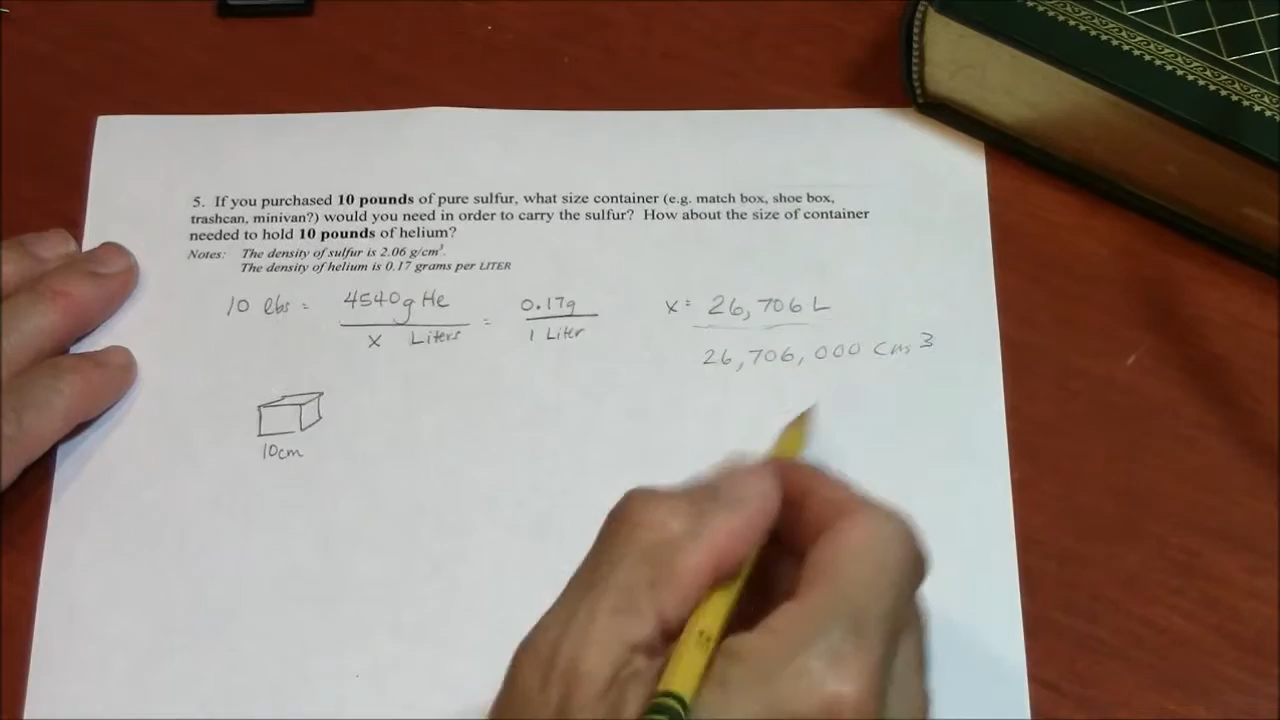 5. If you purchased 10 pounds of pure sulfur, what size container (e.g. match box, shoe box,
trashcan, minivan?) would you need in order to carry the sulfur? How about the size of container
needed to hold 10 pounds of helium?
Notes: The density of sulfur is 2.06 g/cm³.
The density of helium is 0.17 grams per LITER
10 lbs = 4540g He = 0.17g x = 26,706 L
x Liters 1 Liter
26,706,000 cm3
10cm